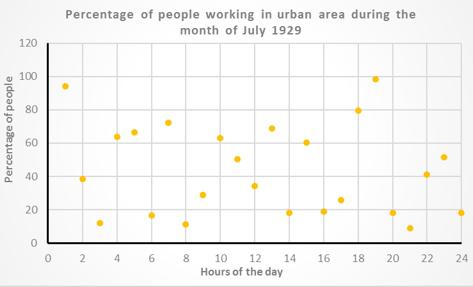 Percentage of people working in urban area during the
month of July 1929
120
100
80
60
40
20
0
Percentage of people
0 2 4 6 8 10 12 14 16 18 20 22 24
Hours of the day